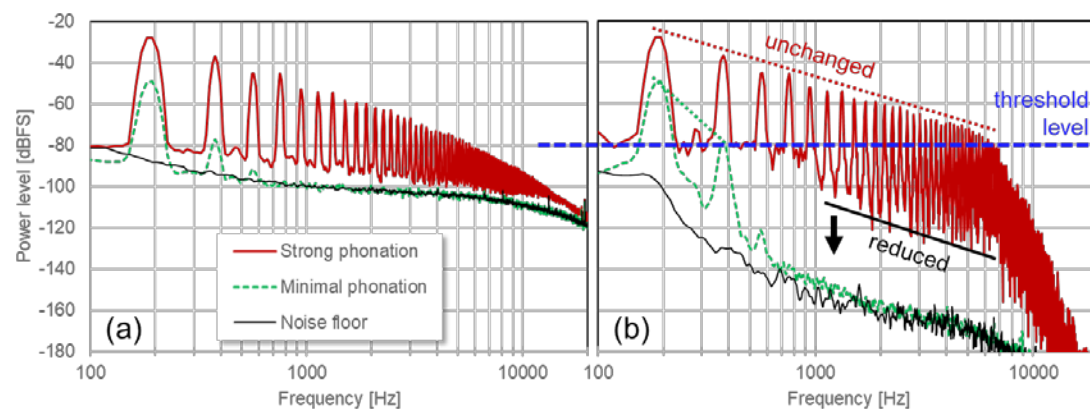 -20
-40
-60
-80
-100
-120
-140
-160
-180
Power level [dBFS]
Strong phonation
Minimal phonation
Noise floor
(a)
100
1000
10000
Frequency [Hz]
unchanged
threshold
level
reduced
(b)
100
1000
10000
Frequency [Hz]